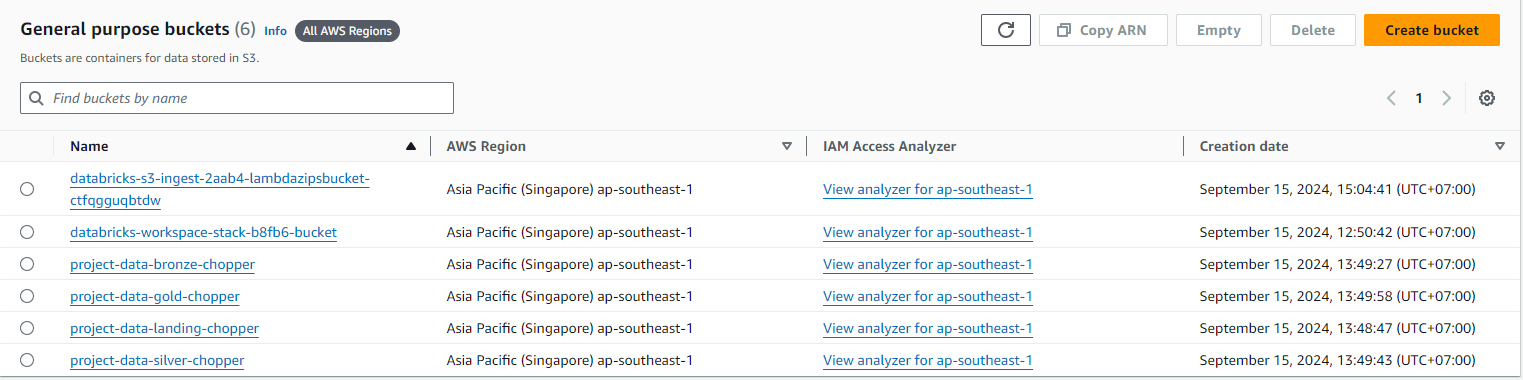 General purpose buckets (6) Info All AWS Regions
Copy ARN Empty Delete Create bucket
Buckets are containers for data stored in S3.
Find buckets by name
1
Name AWS Region IAM Access Analyzer Creation date
databricks-s3-ingest-2aab4-lambdazipsbucket-
ctfqgguqbtdw Asia Pacific (Singapore) ap-southeast-1 View analyzer for ap-southeast-1 September 15, 2024, 15:04:41 (UTC+07:00)
databricks-workspace-stack-b8fb6-bucket Asia Pacific (Singapore) ap-southeast-1 View analyzer for ap-southeast-1 September 15, 2024, 12:50:42 (UTC+07:00)
project-data-bronze-chopper Asia Pacific (Singapore) ap-southeast-1 View analyzer for ap-southeast-1 September 15, 2024, 13:49:27 (UTC+07:00)
project-data-gold-chopper Asia Pacific (Singapore) ap-southeast-1 View analyzer for ap-southeast-1 September 15, 2024, 13:49:58 (UTC+07:00)
project-data-landing-chopper Asia Pacific (Singapore) ap-southeast-1 View analyzer for ap-southeast-1 September 15, 2024, 13:48:47 (UTC+07:00)
project-data-silver-chopper Asia Pacific (Singapore) ap-southeast-1 View analyzer for ap-southeast-1 September 15, 2024, 13:49:43 (UTC+07:00)